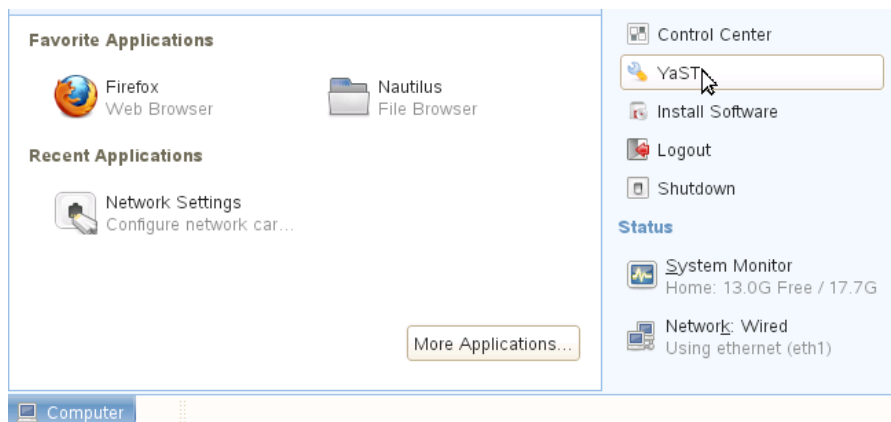 Favorite Applications
Firefox
Web Browser
Nautilus
File Browser
Recent Applications
Network Settings
Configure network car...
More Applications...
Control Center
YaST
Install Software
Logout
Shutdown
Status
System Monitor
Home: 13.0G Free / 17.7G
Network: Wired
Using ethernet (eth1)
Computer